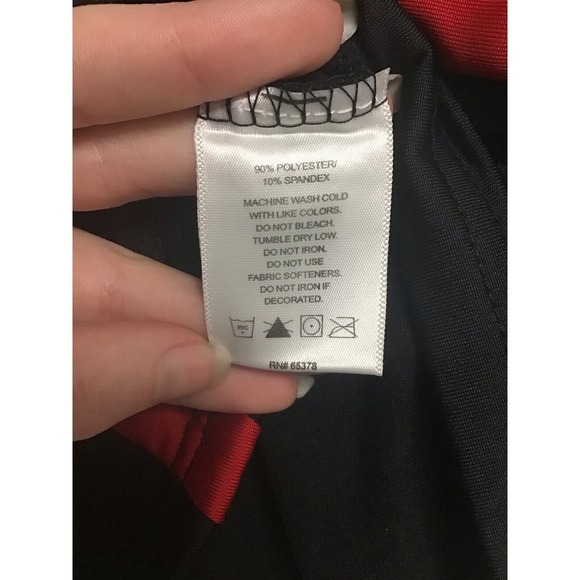 90% POLYESTER/
10% SPANDEX
MACHINE WASH COLD
WITH LIKE COLORS.
DO NOT BLEACH.
TUMBLE DRY LOW.
DO NOT IRON.
DO NOT USE
FABRIC SOFTENERS.
DO NOT IRON IF
DECORATED.
RN# 65378